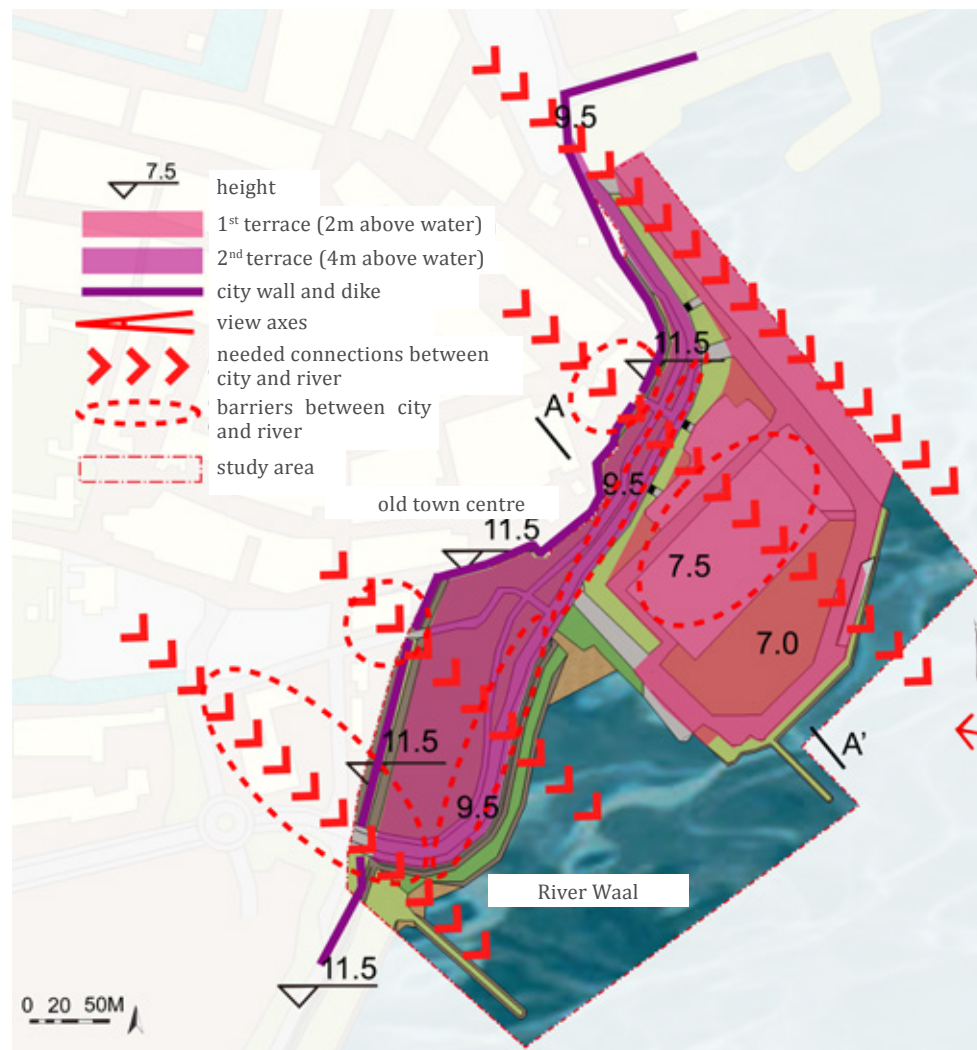 7.5
height
1st terrace (2m above water)
2nd terrace (4m above water)
city wall and dike
view axes
needed connections between
city and river
barriers between city
and river
study area
old town centre
9.5
11.5
A
9.5
11.5
7.5
7.0
A'
11.5
9.5
River Waal
11.5
0 20 50M